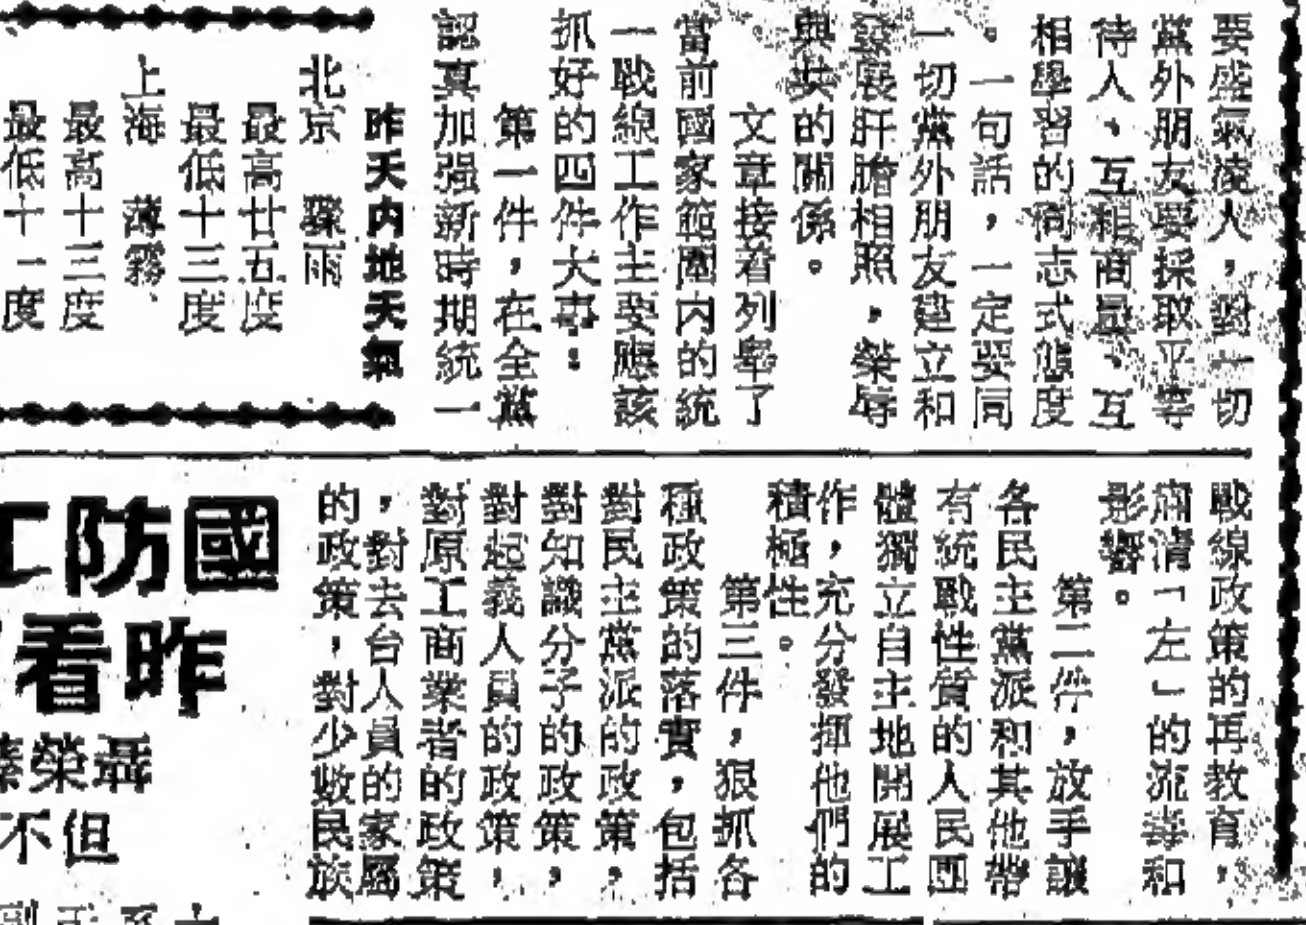 要盛氣凌人，對一切
黨外朋友要採取平等
待人、互相商量、互
相學習的同志式態度
。一句話，一定要同
一切黨外朋友建立和
發展肝膽相照，榮辱
與共的關係。
文章接着列舉了
當前國家範圍内的統
一戰線工作主要應該
抓好的四件大事：
第一件，在全黨
認真加强新時期統一
戰線政策的再教育，
肅清「左」的流毒和
影響。
第二件，放手讓
各民主黨派和其他帶
有統戰性質的人民團
體獨立自主地開展工
作，充分發揮他們的
積極性。
第三件，狠抓各
種政策的落實，包括
對民主黨派的政策，
對知識分子的政策，
對起義人員的政策，
對原工商業者的政策
，對去台人員的家屬
的政策，對少數民族
昨天内地天氣
北京　驟雨
最高廿五度
最低十三度
上海　薄霧、
最高十三度
最低十一度
國防工
昨看
聶榮臻
但不